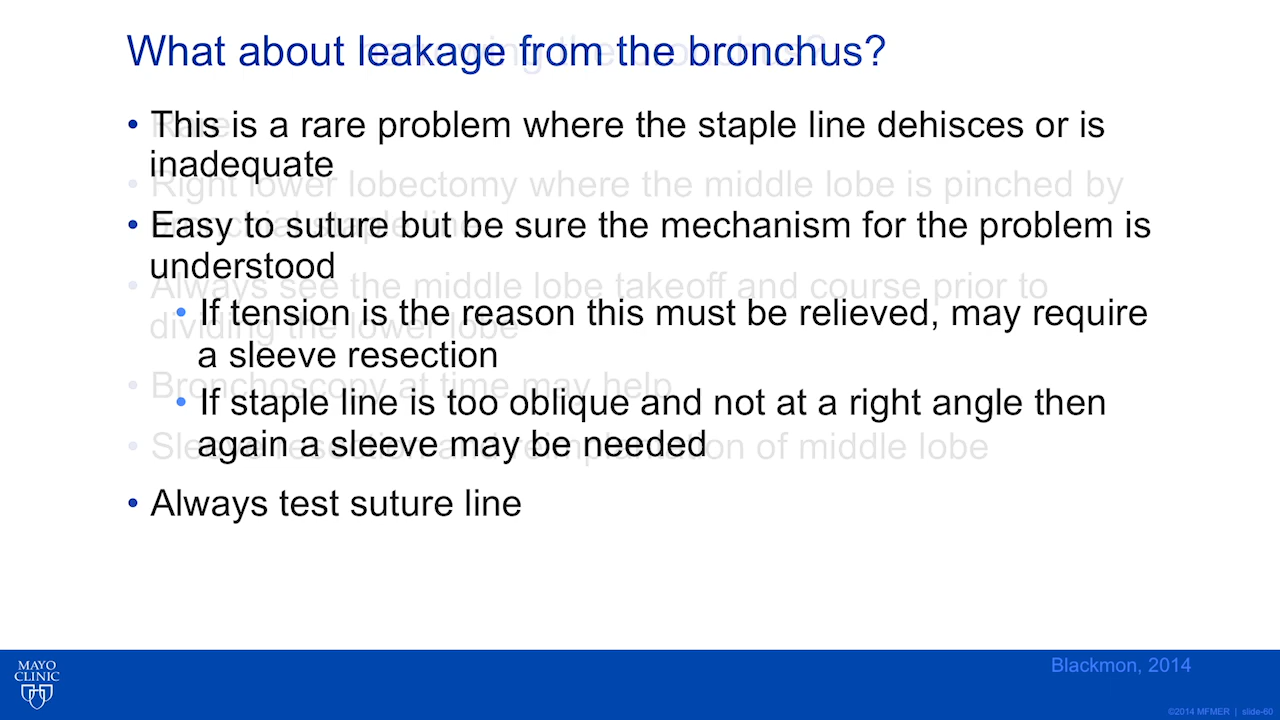 What about leakage from the bronchus?
• This is a rare problem where the staple line dehisces or is
inadequate
• Easy to suture but be sure the mechanism for the problem is
understood
• If tension is the reason this must be relieved, may require
a sleeve resection
• If staple line is too oblique and not at a right angle then
again a sleeve may be needed
• Always test suture line
• Right lower lobectomy where the middle lobe is pinched by
• Always see the middle lobe takeoff and course prior to
dividing the lower lobe
• Bronchoscopy at time may help
of middle lobe
MAYO
CLINIC
Blackmon, 2014
©2014 MFMER | slide-60